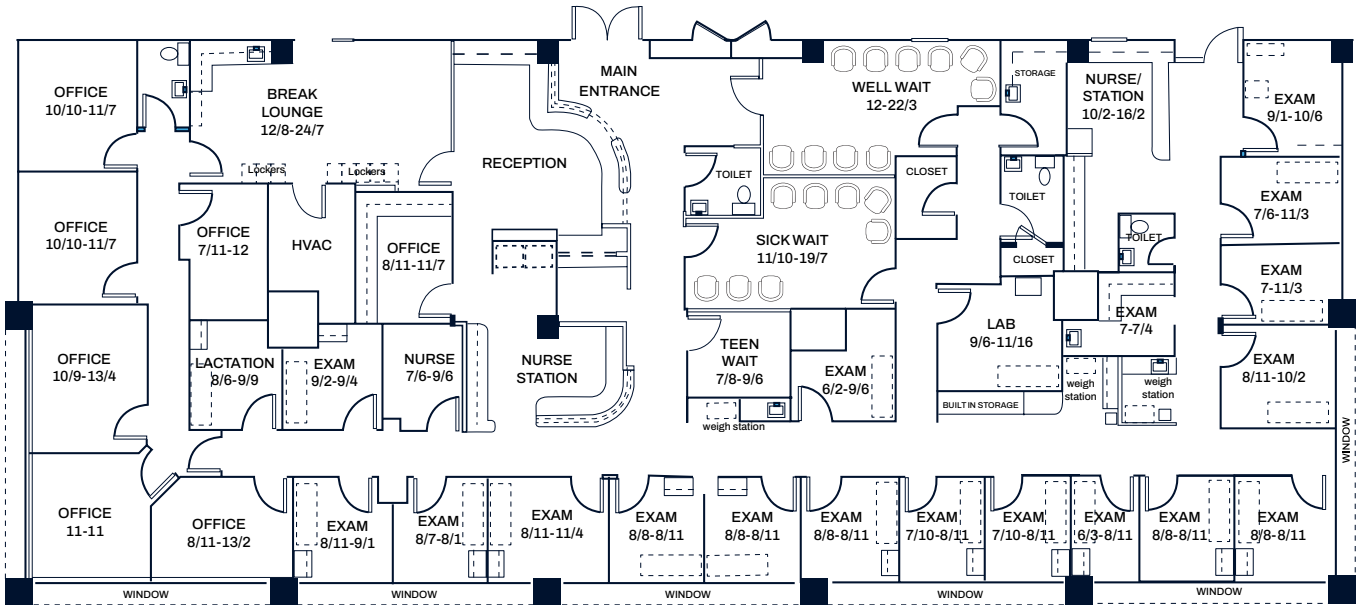 MAIN
ENTRANCE
OFFICE
10/10-11/7
BREAK
LOUNGE
12/8-24/7
Lockers
Lockers
RECEPTION
WELL WAIT
12-22/3
STORAGE
NURSE/
STATION
10/2-16/2
EXAM
9/1-10/6
TOILET
CLOSET
TOILET
EXAM
7/6-11/3
OFFICE
10/10-11/7
OFFICE
7/11-12
HVAC
OFFICE
8/11-11/7
SICK WAIT
11/10-19/7
CLOSET
TOILET
EXAM
7-11/3
OFFICE
10/9-13/4
LACTATION
8/6-9/9
EXAM
9/2-9/4
NURSE
7/6-9/6
NURSE
STATION
TEEN
WAIT
7/8-9/6
weigh station
EXAM
6/2-9/6
LAB
9/6-11/16
BUILT IN STORAGE
EXAM
7-7/4
weigh
station
weigh
station
EXAM
8/11-10/2
WINDOW
OFFICE
11-11
OFFICE
8/11-13/2
EXAM
8/11-9/1
EXAM
8/7-8/1
EXAM
8/11-11/4
EXAM
8/8-8/11
EXAM
8/8-8/11
EXAM
8/8-8/11
EXAM
7/10-8/11
EXAM
7/10-8/11
EXAM
6/3-8/11
EXAM
8/8-8/11
EXAM
8/8-8/11
WINDOW
WINDOW
WINDOW
WINDOW
WINDOW